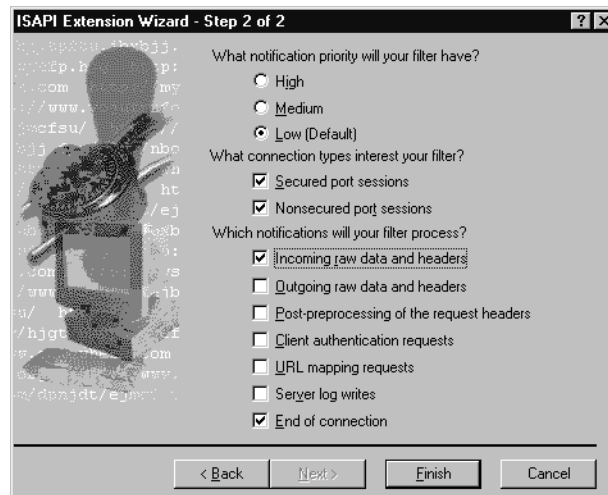 ISAPI Extension Wizard - Step 2 of 2
What notification priority will your filter have?
High
Medium
Low (Default)
What connection types interest your filter?
Secured port sessions
Nonsecured port sessions
Which notifications will your filter process?
Incoming raw data and headers
Outgoing raw data and headers
Post-preprocessing of the request headers
Client authentication requests
URL mapping requests
Server log writes
End of connection
< Back
Next >
Finish
Cancel